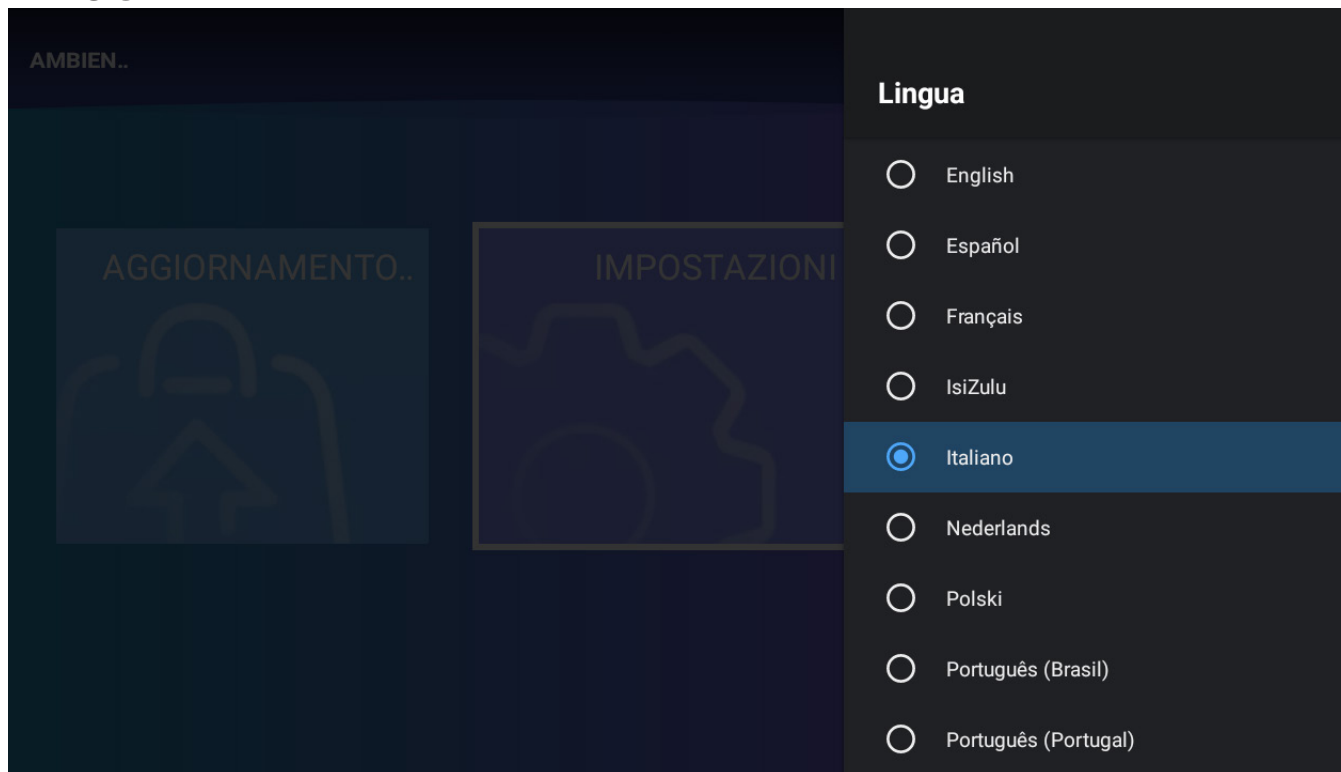 AMBIEN..
AGGIORNAMENTO..
IMPOSTAZIONI
Lingua
English
Español
Français
IsiZulu
Italiano
Nederlands
Polski
Português (Brasil)
Português (Portugal)